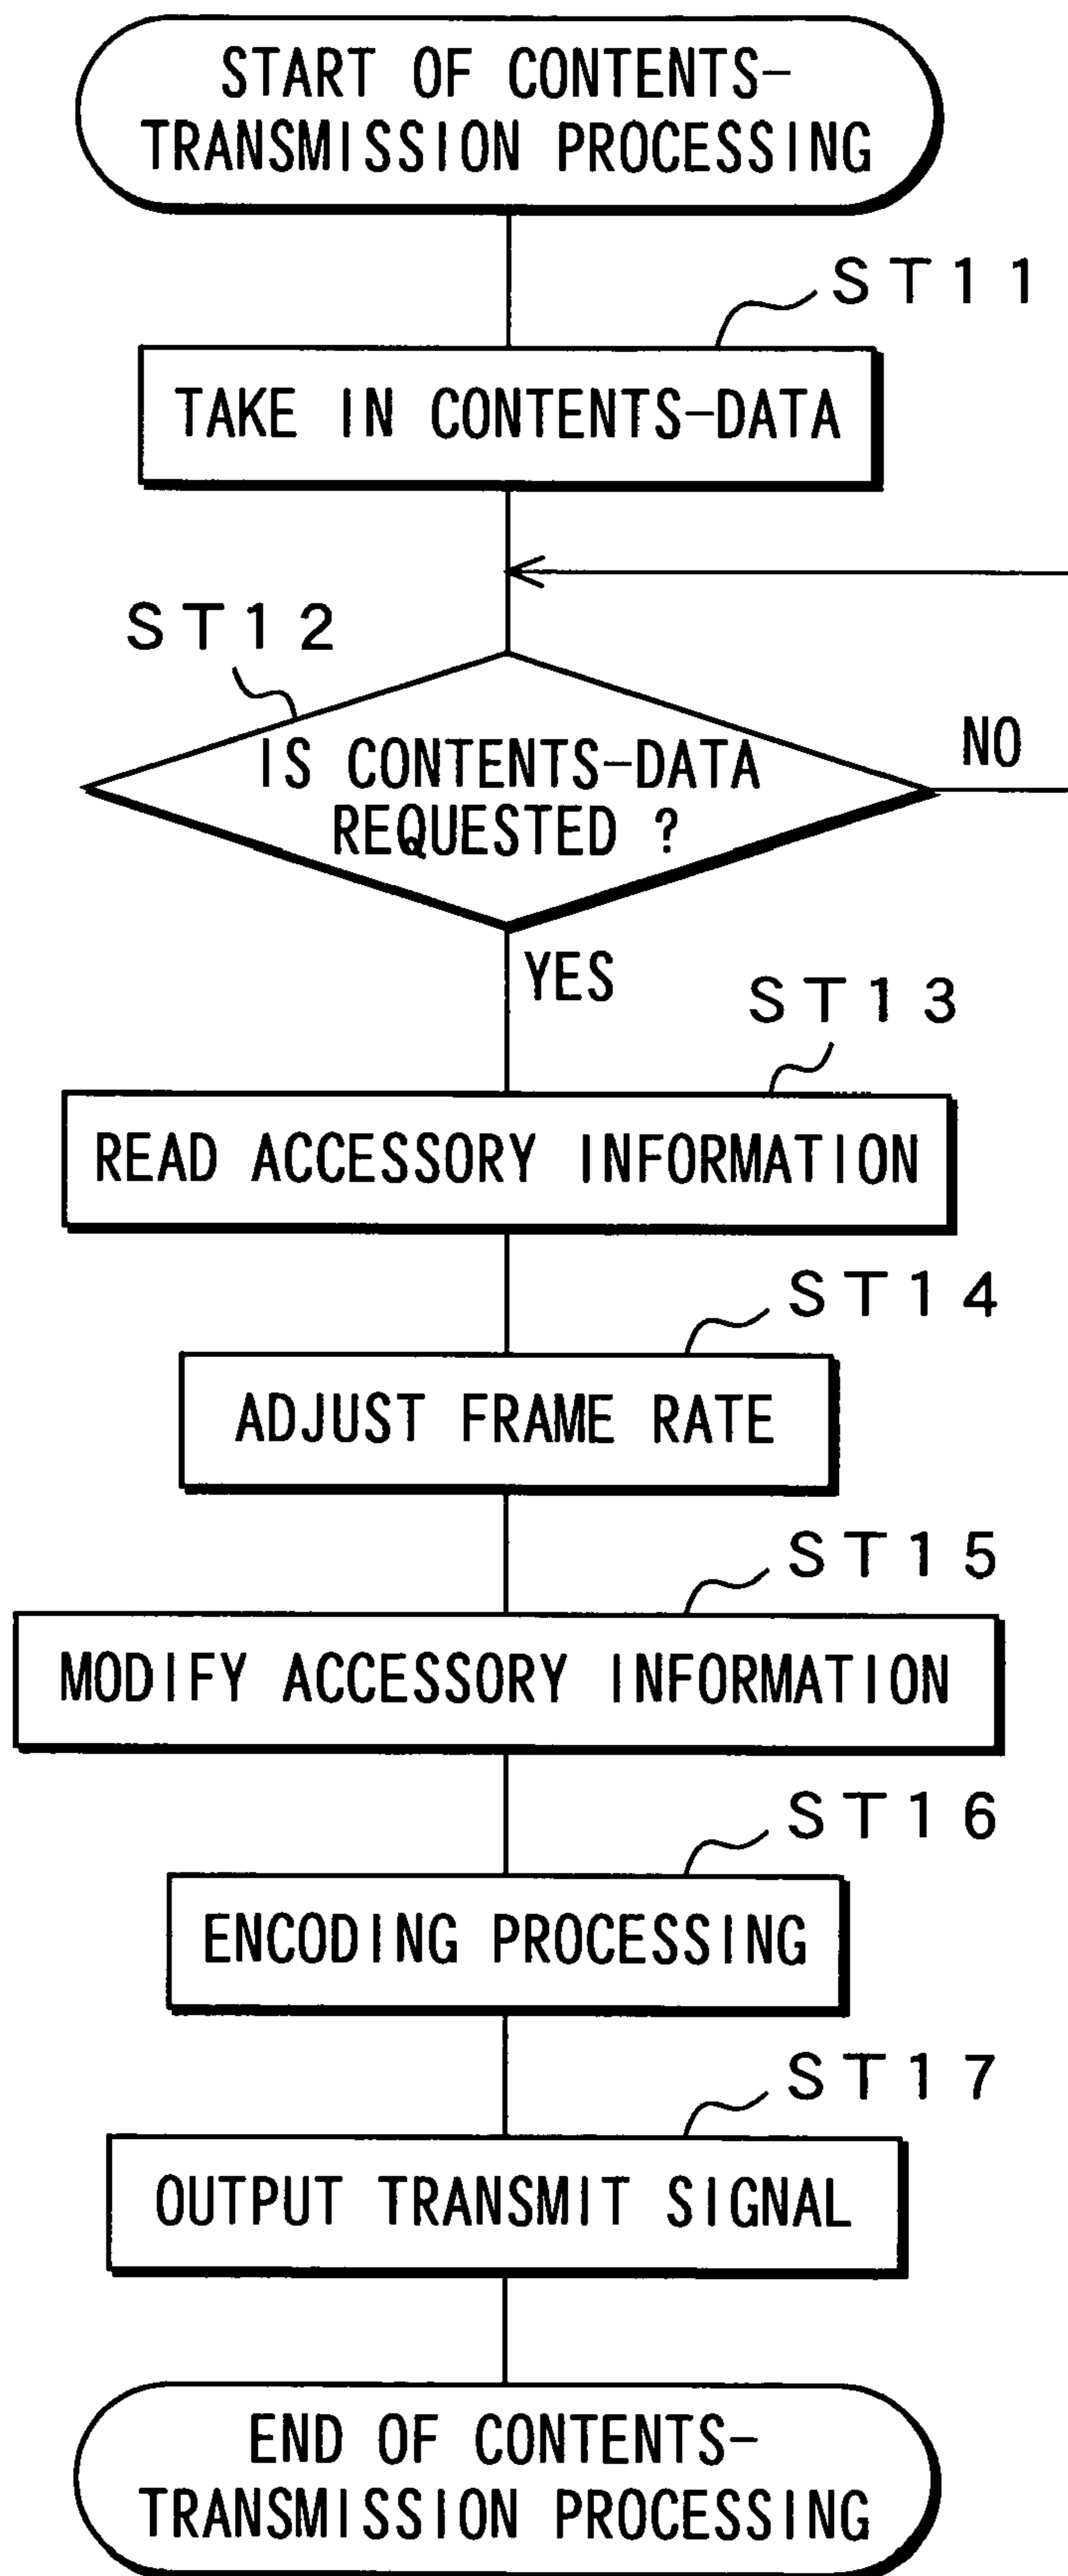 START OF CONTENTS-
TRANSMISSION PROCESSING
ST11
TAKE IN CONTENTS-DATA
ST12
IS CONTENTS-DATA
REQUESTED ?
NO
YES
ST13
READ ACCESSORY INFORMATION
ST14
ADJUST FRAME RATE
ST15
MODIFY ACCESSORY INFORMATION
ST16
ENCODING PROCESSING
ST17
OUTPUT TRANSMIT SIGNAL
END OF CONTENTS-
TRANSMISSION PROCESSING